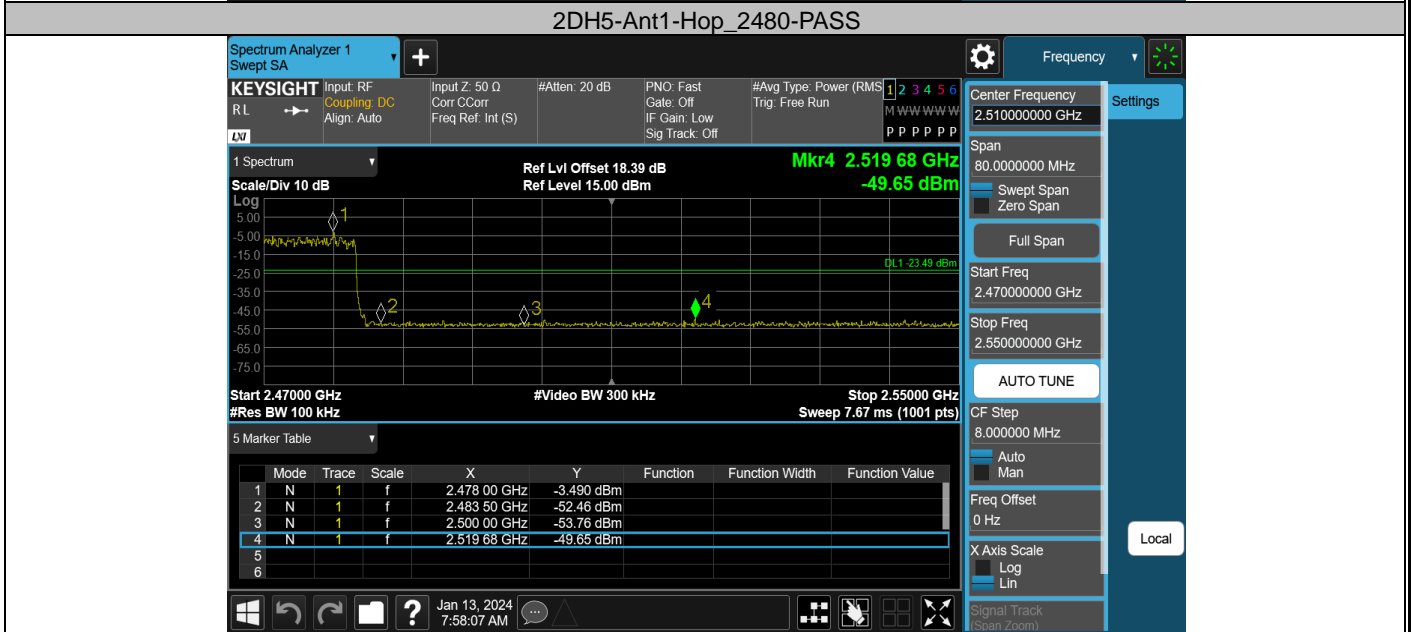 2DH5-Ant1-Hop_2480-PASS
Spectrum Analyzer 1
Swept SA
+
Frequency
KEYSIGHT
RL
LXI
Input: RF
Coupling: DC
Align: Auto
Input Z: 50 Ω
Corr CCorr
Freq Ref: Int (S)
#Atten: 20 dB
PNO: Fast
Gate: Off
IF Gain: Low
Sig Track: Off
#Avg Type: Power (RMS
Trig: Free Run
1 2 3 4 5 6
M W W W W W
P P P P P P
1 Spectrum
Scale/Div 10 dB
Ref Lvl Offset 18.39 dB
Ref Level 15.00 dBm
Mkr4 2.519 68 GHz
-49.65 dBm
Log
5.00
-5.00
-15.0
-25.0
-35.0
-45.0
-55.0
-65.0
-75.0
1
2
3
4
DL1 -23.49 dBm
Start 2.47000 GHz
#Video BW 300 kHz
Stop 2.55000 GHz
#Res BW 100 kHz
Sweep 7.67 ms (1001 pts)
5 Marker Table
Mode Trace Scale X Y Function Function Width Function Value
1 N 1 f 2.478 00 GHz -3.490 dBm
2 N 1 f 2.483 50 GHz -52.46 dBm
3 N 1 f 2.500 00 GHz -53.76 dBm
4 N 1 f 2.519 68 GHz -49.65 dBm
5
6
?
Jan 13, 2024
7:58:07 AM
Center Frequency
2.510000000 GHz
Settings
Span
80.0000000 MHz
Swept Span
Zero Span
Full Span
Start Freq
2.470000000 GHz
Stop Freq
2.550000000 GHz
AUTO TUNE
CF Step
8.000000 MHz
Auto
Man
Freq Offset
0 Hz
X Axis Scale
Log
Lin
Local
Signal Track
(Span Zoom)